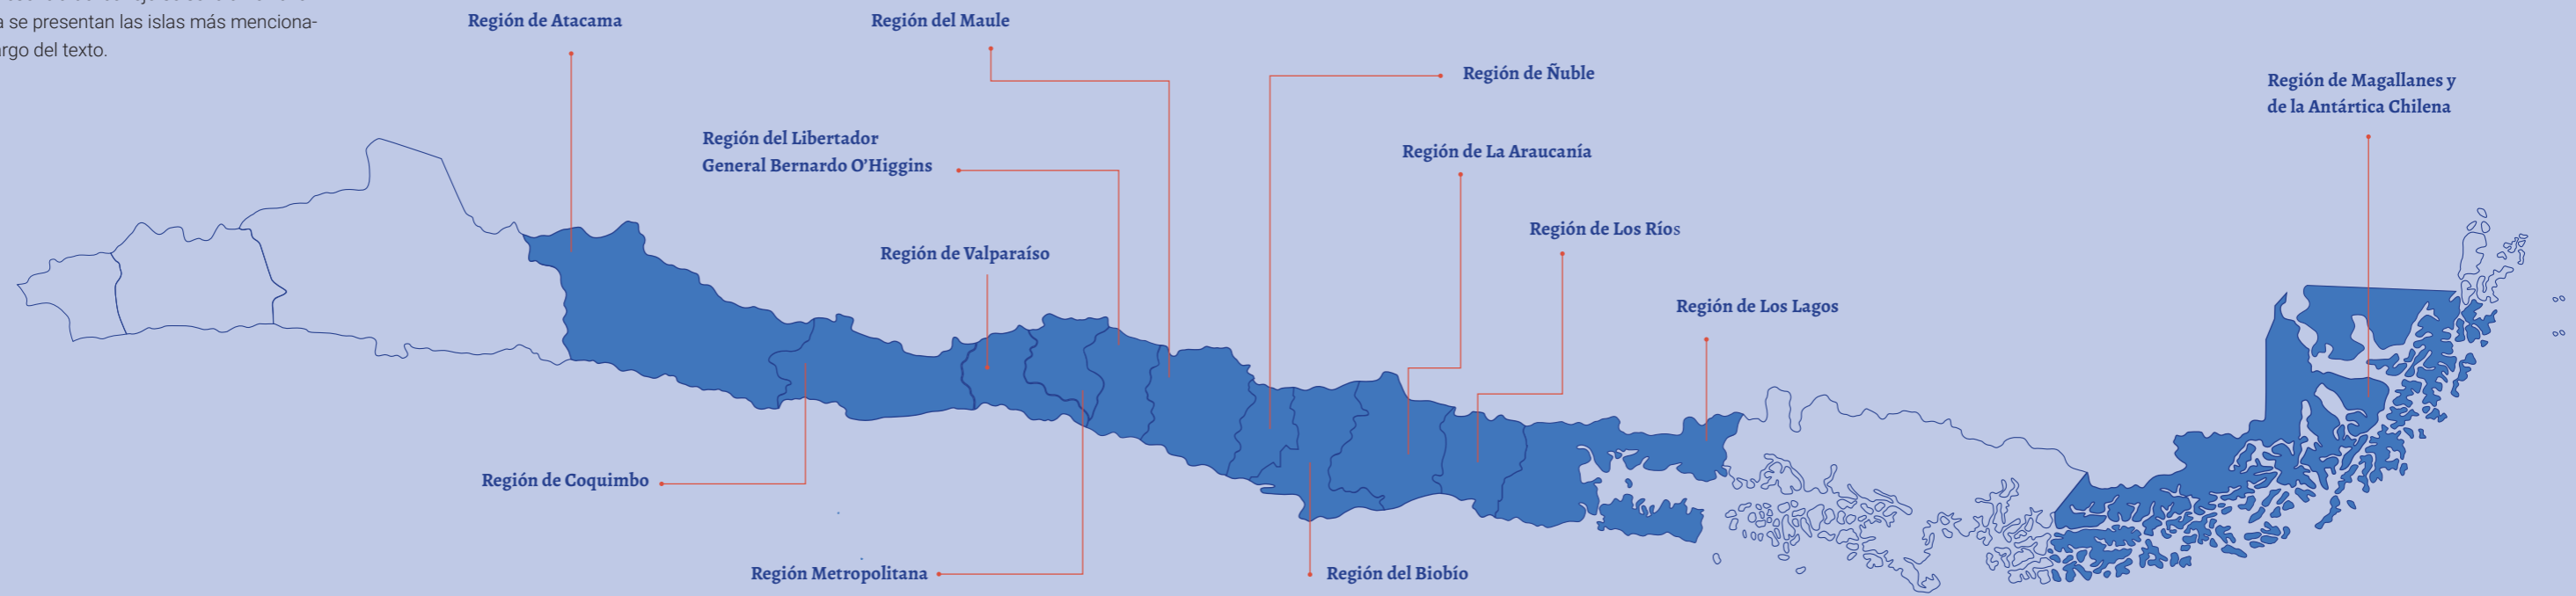 a se presentan las islas más menciona-
argo del texto.
Región de Atacama
Región del Maule
Región de Ñuble
Región de Magallanes y
de la Antártica Chilena
Región del Libertador
General Bernardo O’Higgins
Región de La Araucanía
Región de Los Ríos
Región de Valparaíso
Región de Los Lagos
Región de Coquimbo
Región Metropolitana
Región del Biobío